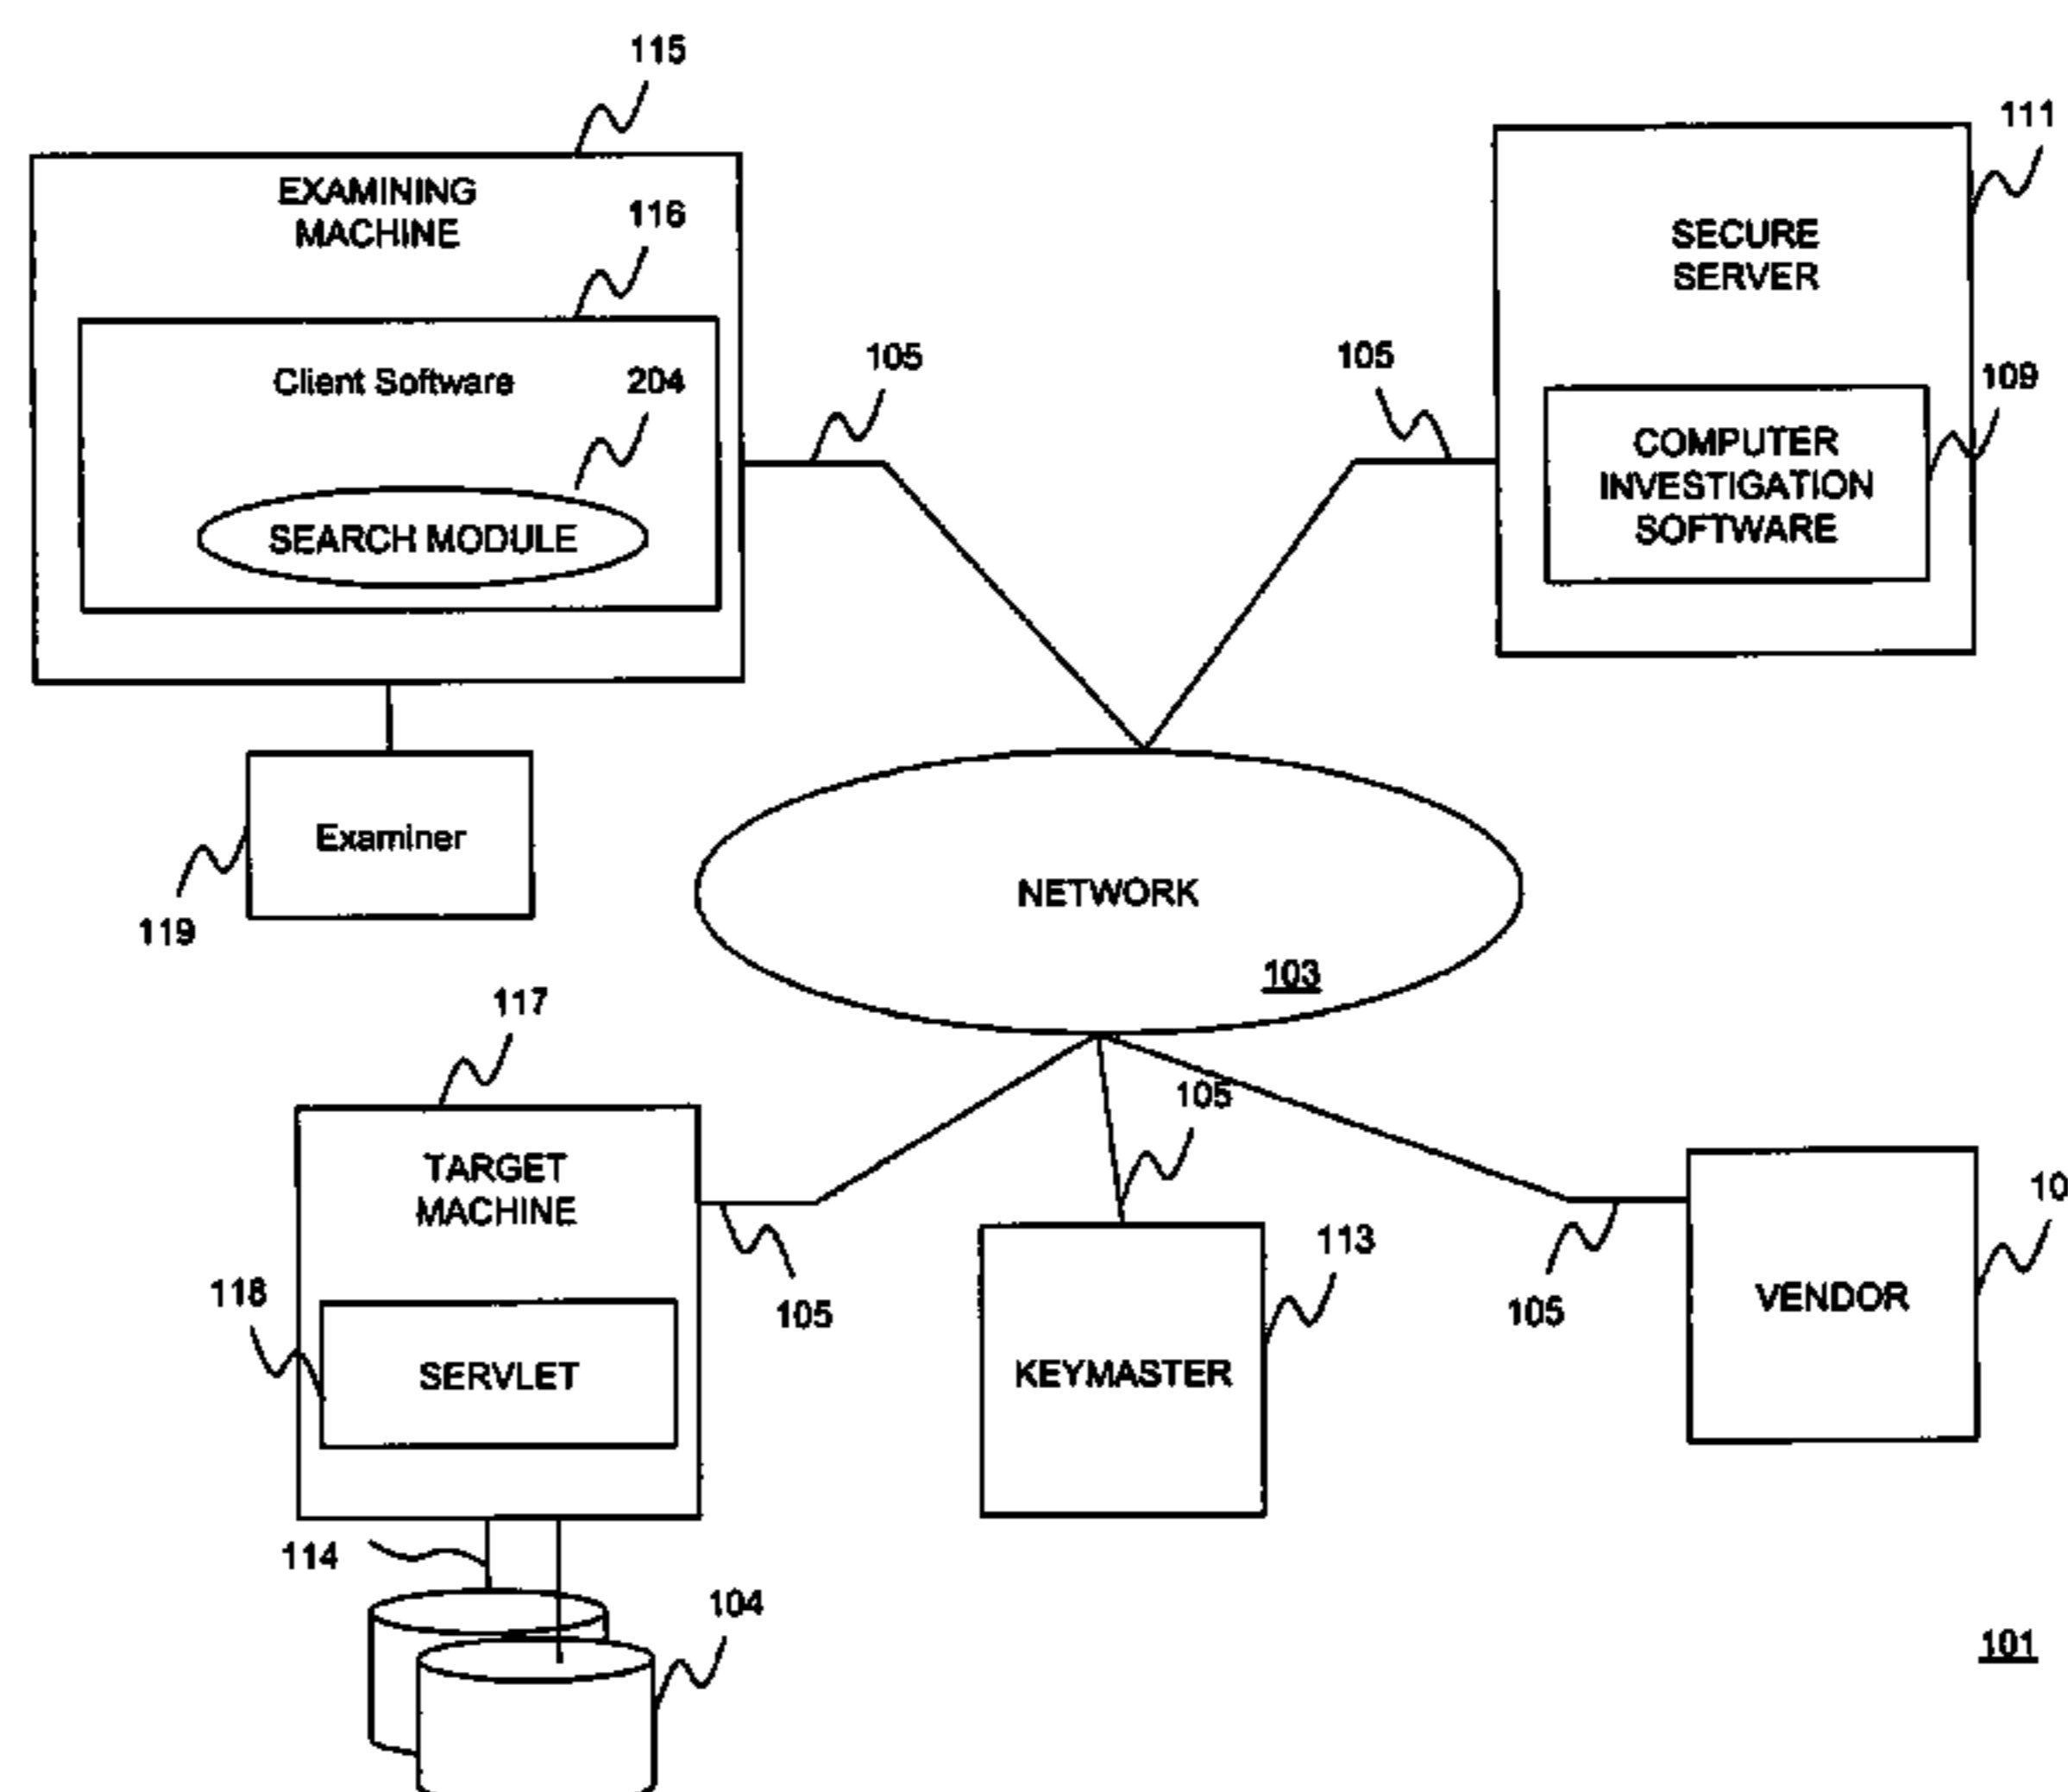 115
EXAMINING
MACHINE
116
Client Software
204
SEARCH MODULE
105
105
111
SECURE
SERVER
109
COMPUTER
INVESTIGATION
SOFTWARE
Examiner
119
NETWORK
103
117
TARGET
MACHINE
118
SERVLET
105
105
KEYMASTER
113
105
VENDOR
10
114
104
101